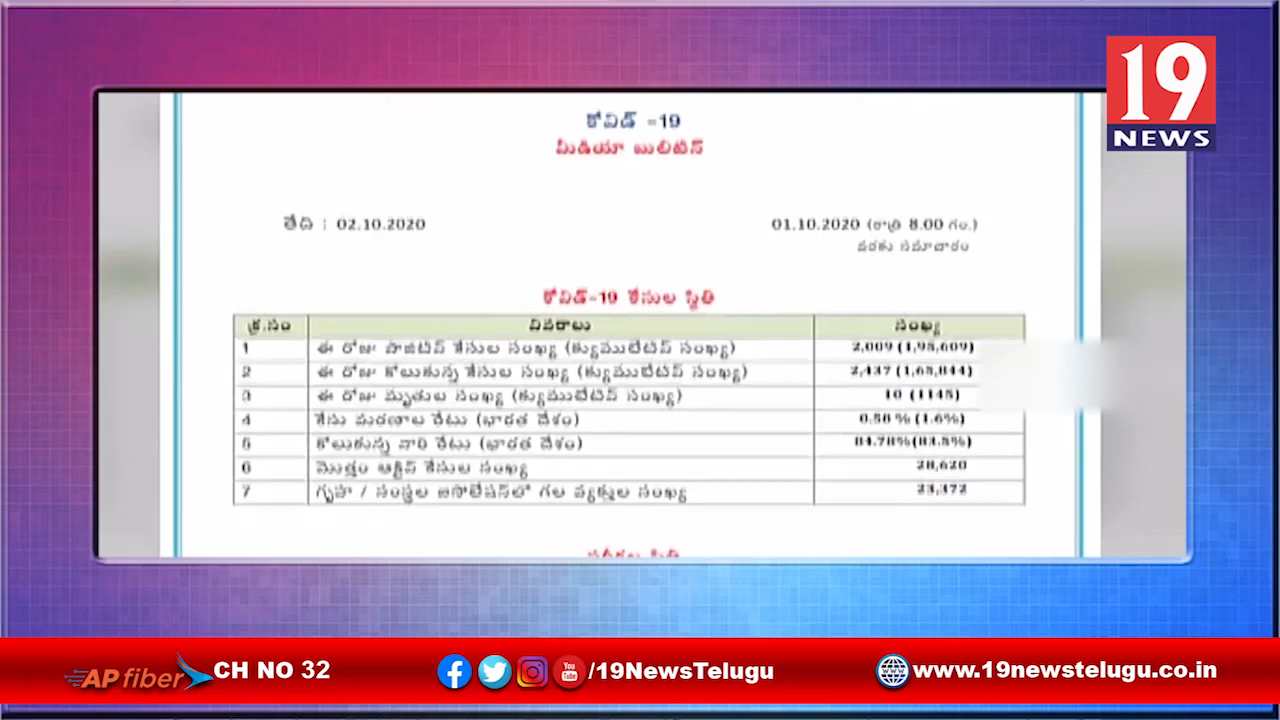 19
NEWS
కోవిడ్ -19
మీడియా బులిటిన్
తేది : 02.10.2020
01.10.2020 (రాత్రి 8.00 గం.)
వరకు సమాచారం
కోవిడ్-19 కేసుల స్థితి
క్ర.సం వివరాలు సంఖ్య
1 ఈ రోజు పాజిటివ్ కేసుల సంఖ్య (క్యుములేటివ్ సంఖ్య) 2,009 (1,95,609)
2 ఈ రోజు కోలుకున్న కేసుల సంఖ్య (క్యుములేటివ్ సంఖ్య) 2,437 (1,65,844)
3 ఈ రోజు మృతుల సంఖ్య (క్యుములేటివ్ సంఖ్య) 10 (1145)
4 కేసు మరణాల రేటు (భారత దేశం) 0.58 % (1.6%)
5 కోలుకున్న వారి రేటు (భారత దేశం) 84.78%(83.5%)
6 మొత్తం ఆక్టివ్ కేసుల సంఖ్య 28,620
7 గృహ / సంస్థల ఐసోలేషన్‌లో గల వ్యక్తుల సంఖ్య 23,372
AP fiber CH NO 32
/19NewsTelugu
www.19newstelugu.co.in